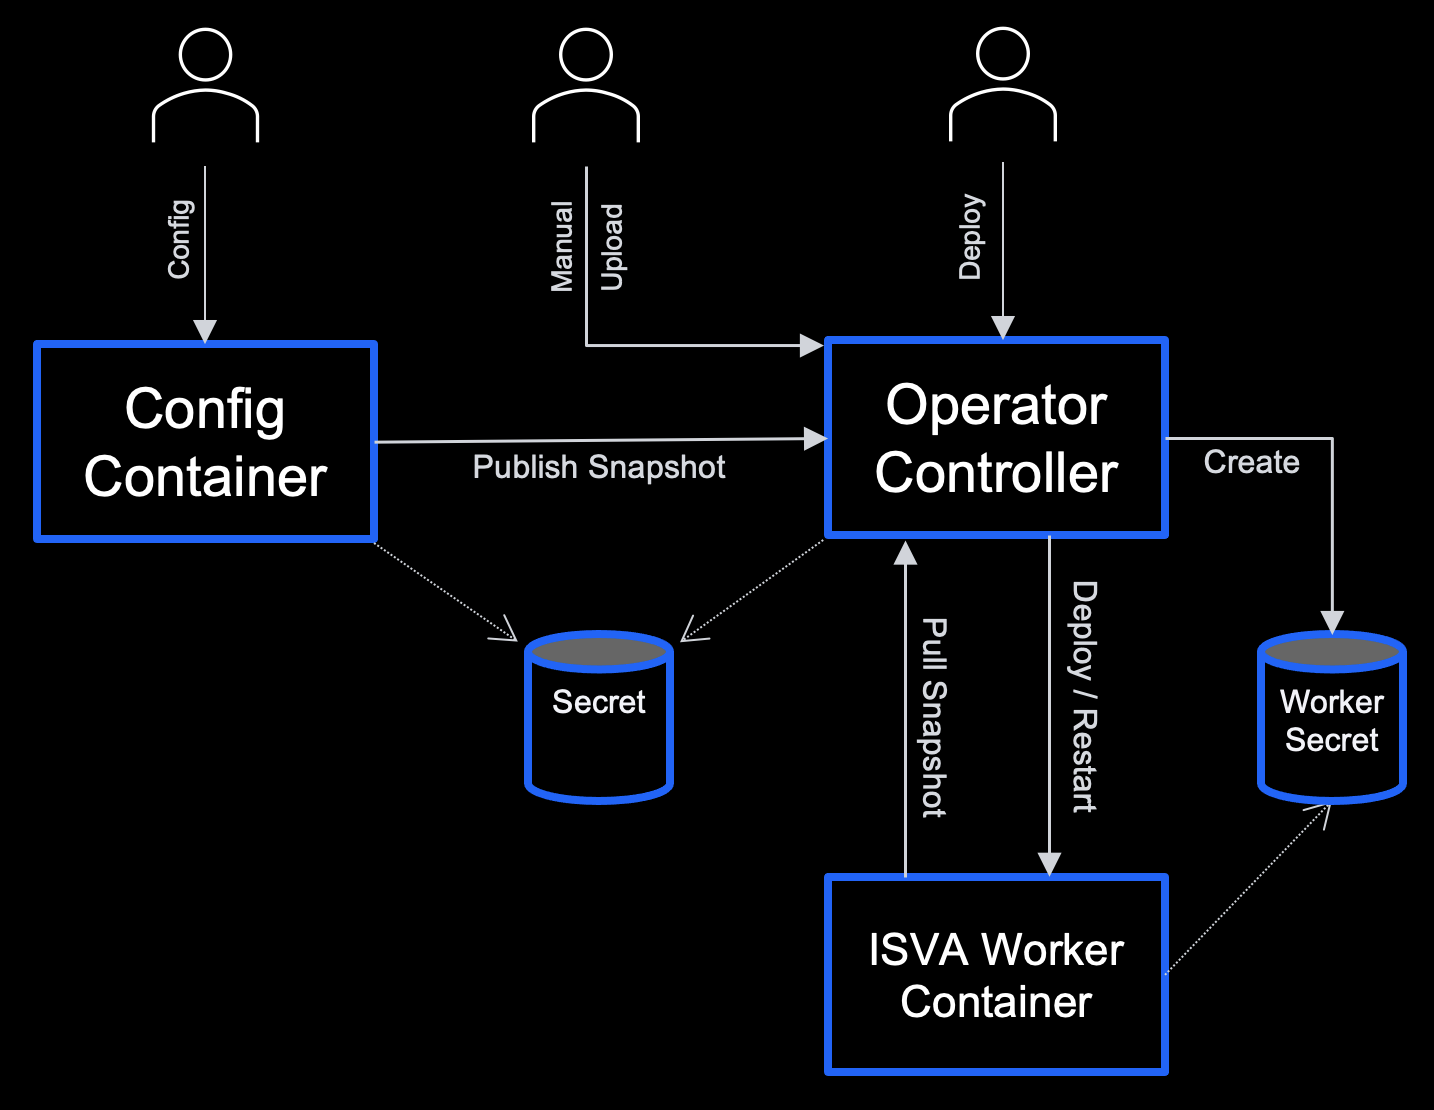 Config
Manual
Upload
Deploy
Config
Container
Operator
Controller
Publish Snapshot
Create
Secret
Pull Snapshot
Deploy / Restart
Worker
Secret
ISVA Worker
Container